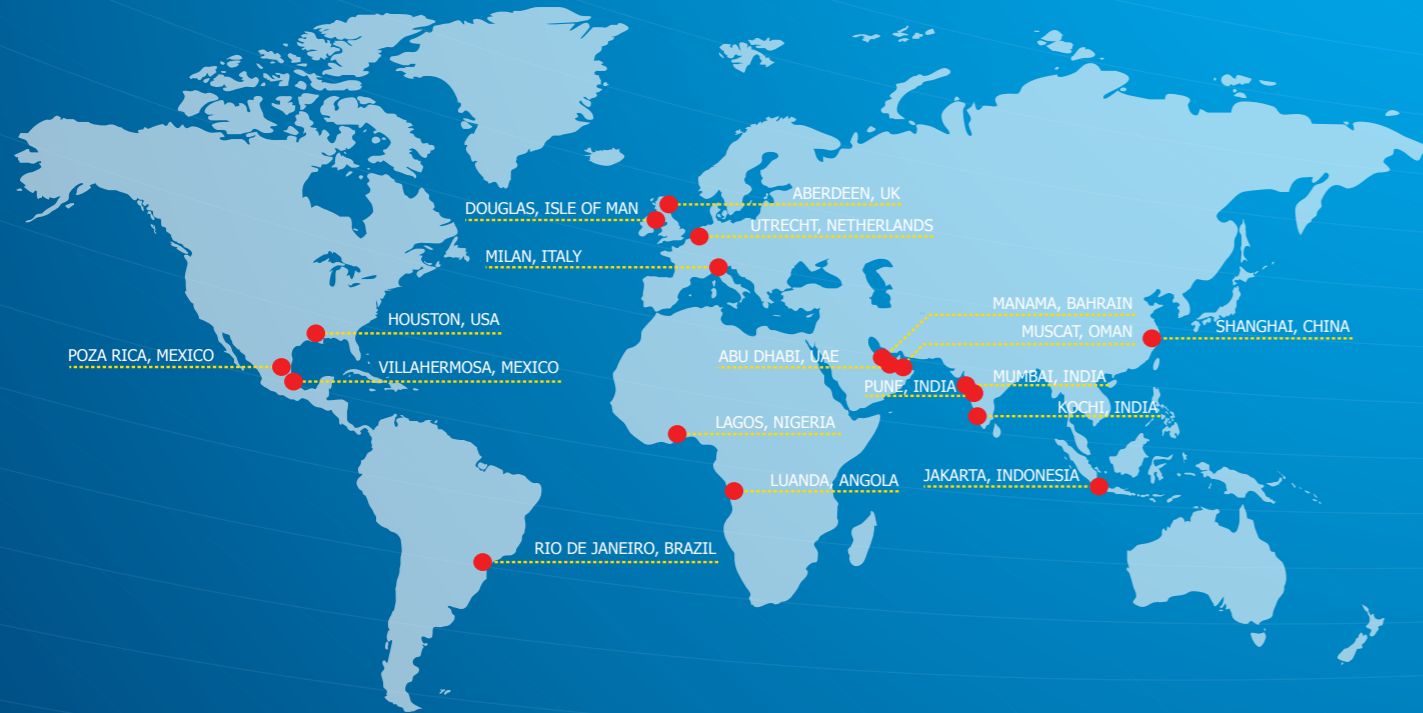 ABERDEEN, UK
DOUGLAS, ISLE OF MAN
UTRECHT, NETHERLANDS
MILAN, ITALY
MANAMA, BAHRAIN
HOUSTON, USA
SHANGHAI, CHINA
MUSCAT, OMAN
POZA RICA, MEXICO
ABU DHABI, UAE
VILLAHERMOSA, MEXICO
MUMBAI, INDIA
PUNE, INDIA
KOCHI, INDIA
LAGOS, NIGERIA
JAKARTA, INDONESIA
LUANDA, ANGOLA
RIO DE JANEIRO, BRAZIL